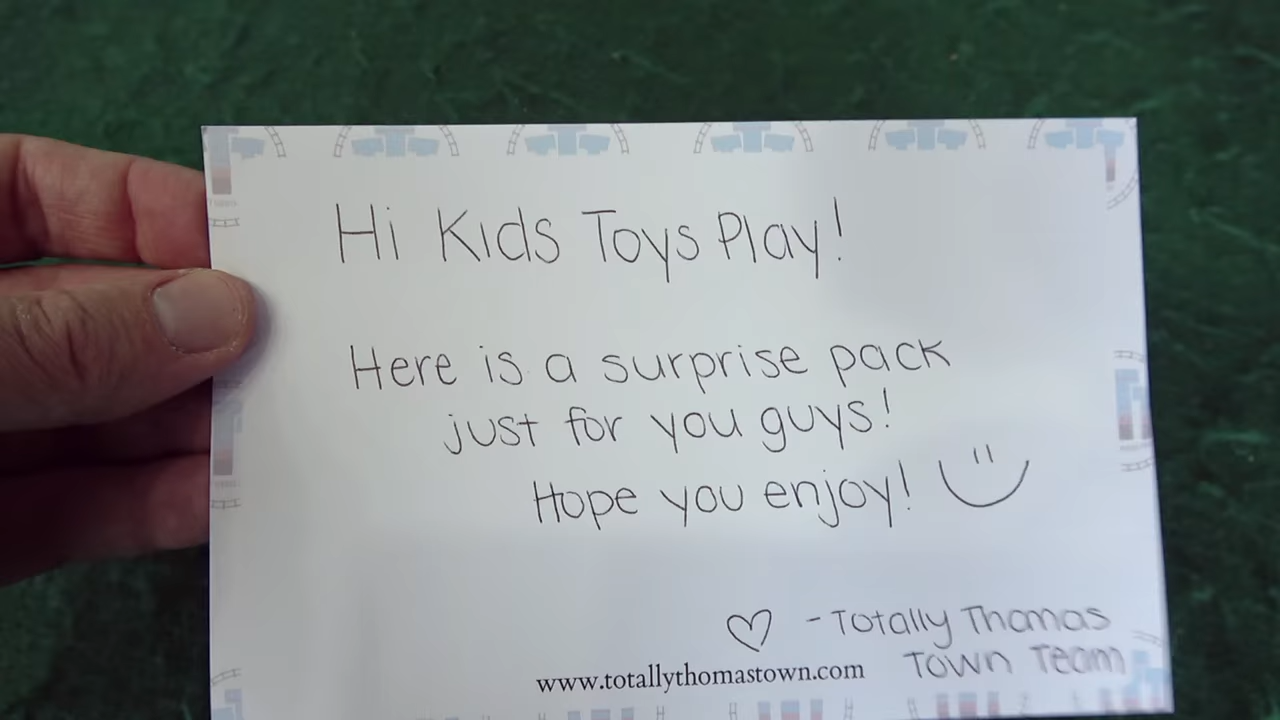 Hi Kids Toys Play!
Here is a surprise pack
just for you guys!
Hope you enjoy!
- Totally Thomas
Town Team
www.totallythomastown.com